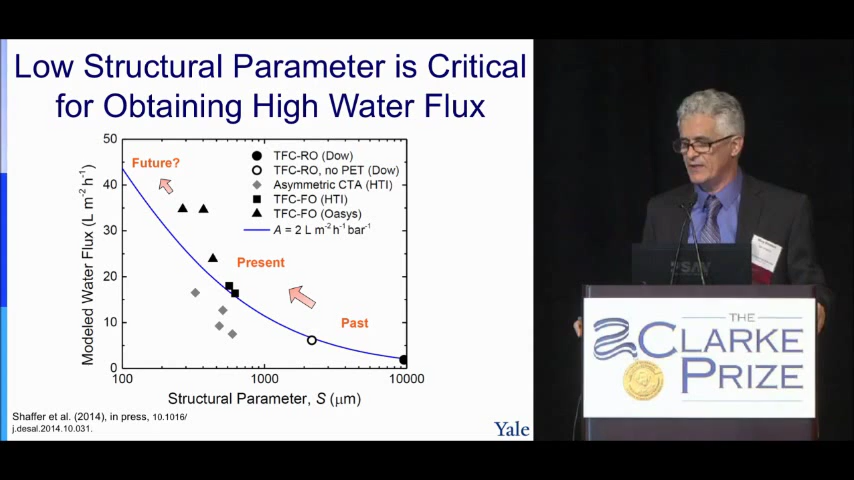 Low Structural Parameter is Critical
for Obtaining High Water Flux
Modeled Water Flux (L m⁻² h⁻¹)
50
40
30
20
10
0
100
1000
10000
Structural Parameter, S (μm)
Future?
Present
Past
TFC-RO (Dow)
TFC-RO, no PET (Dow)
Asymmetric CTA (HTI)
TFC-FO (HTI)
TFC-FO (Oasys)
A = 2 L m⁻² h⁻¹ bar⁻¹
Shaffer et al. (2014), in press, 10.1016/
j.desal.2014.10.031.
Yale
THE
CLARKE
PRIZE